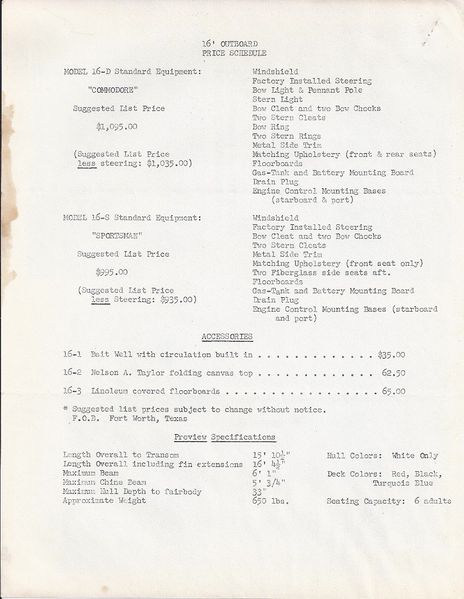 16' OUTBOARD
PRICE SCHEDULE
MODEL 16-D Standard Equipment: Windshield
Factory Installed Steering
"COMMODORE" Bow Light & Pennant Pole
Stern Light
Suggested List Price Bow Cleat and two Bow Chocks
Two Stern Cleats
$1,095.00 Bow Ring
Two Stern Rings
Metal Side Trim
(Suggested List Price Matching Upholstery (front & rear seats)
less steering: $1,035.00) Floorboards
Gas-Tank and Battery Mounting Board
Drain Plug
Engine Control Mounting Bases
(starboard & port)
MODEL 16-S Standard Equipment: Windshield
Factory Installed Steering
"SPORTSMAN" Bow Cleat and two Bow Chocks
Two Stern Cleats
Suggested List Price Metal Side Trim
Matching Upholstery (front seat only)
$995.00 Two Fiberglass side seats aft.
Floorboards
(Suggested List Price Gas-Tank and Battery Mounting Board
less Steering: $935.00) Drain Plug
Engine Control Mounting Bases (starboard
and port)
ACCESSORIES
16-1 Bait Well with circulation built in . . . . . . . . . . . . . $35.00
16-2 Nelson A. Taylor folding canvas top . . . . . . . . . . . . . 62.50
16-3 Linoleum covered floorboards . . . . . . . . . . . . . . . . . 65.00
* Suggested list prices subject to change without notice.
F.O.B. Fort Worth, Texas
Preview Specifications
Length Overall to Transom 15' 10½" Hull Colors: White Only
Length Overall including fin extensions 16' 4½"
Maximum Beam 6' 1" Deck Colors: Red, Black,
Maximum Chine Beam 5' 3/4" Turquois Blue
Maximum Hull Depth to fairbody 33"
Approximate Weight 650 lbs. Seating Capacity: 6 adults